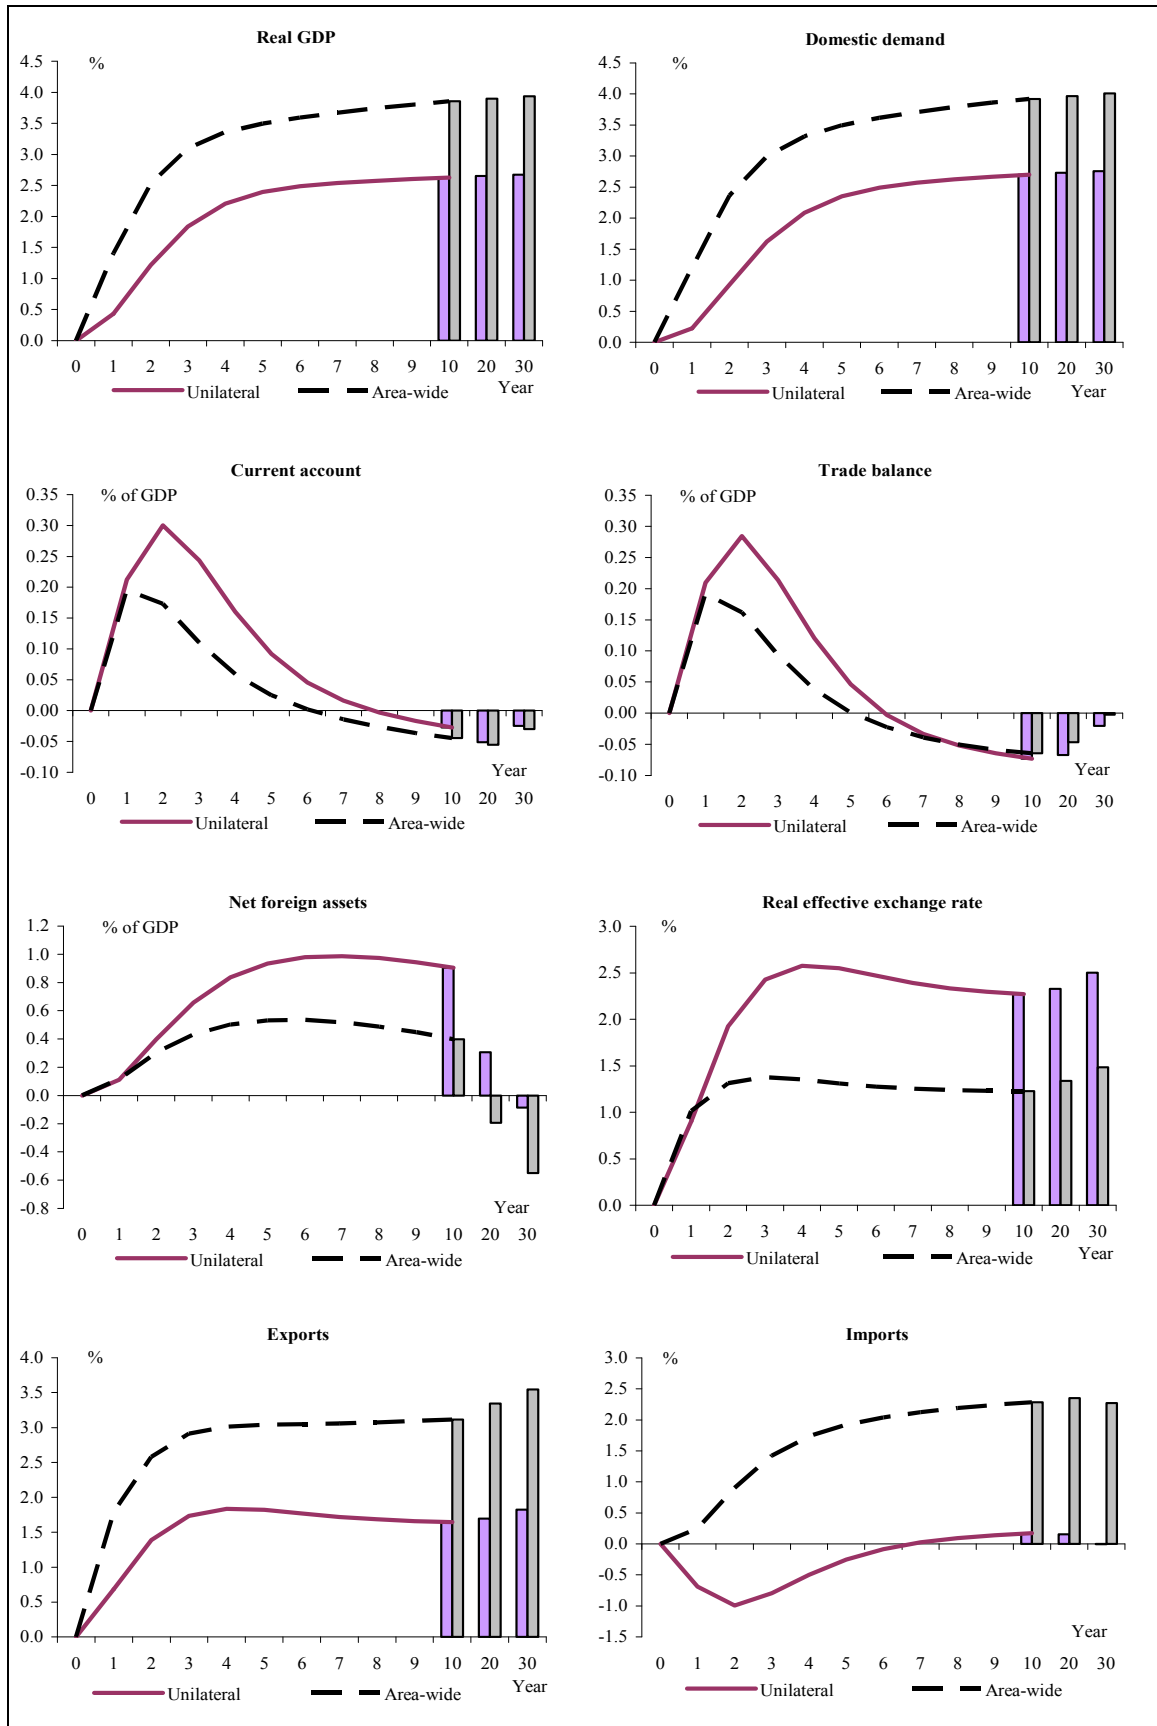 Real GDP
%
4.5
4.0
3.5
3.0
2.5
2.0
1.5
1.0
0.5
0.0
0 1 2 3 4 5 6 7 8 9 10 20 30
Unilateral Area-wide Year
Domestic demand
%
4.5
4.0
3.5
3.0
2.5
2.0
1.5
1.0
0.5
0.0
0 1 2 3 4 5 6 7 8 9 10 20 30
Unilateral Area-wide Year
Current account
% of GDP
0.35
0.30
0.25
0.20
0.15
0.10
0.05
0.00
-0.05
-0.10
Year
0 1 2 3 4 5 6 7 8 9 10 20 30
Unilateral Area-wide
Trade balance
% of GDP
0.35
0.30
0.25
0.20
0.15
0.10
0.05
0.00
-0.05
-0.10
Year
0 1 2 3 4 5 6 7 8 9 10 20 30
Unilateral Area-wide
Net foreign assets
% of GDP
1.2
1.0
0.8
0.6
0.4
0.2
0.0
-0.2
-0.4
-0.6
-0.8
Year
0 1 2 3 4 5 6 7 8 9 10 20 30
Unilateral Area-wide
Real effective exchange rate
%
3.0
2.5
2.0
1.5
1.0
0.5
0.0
0 1 2 3 4 5 6 7 8 9 10 20 30
Unilateral Area-wide Year
Exports
%
4.0
3.5
3.0
2.5
2.0
1.5
1.0
0.5
0.0
0 1 2 3 4 5 6 7 8 9 10 20 30
Unilateral Area-wide Year
Imports
%
3.0
2.5
2.0
1.5
1.0
0.5
0.0
-0.5
-1.0
-1.5
Year
0 1 2 3 4 5 6 7 8 9 10 20 30
Unilateral Area-wide